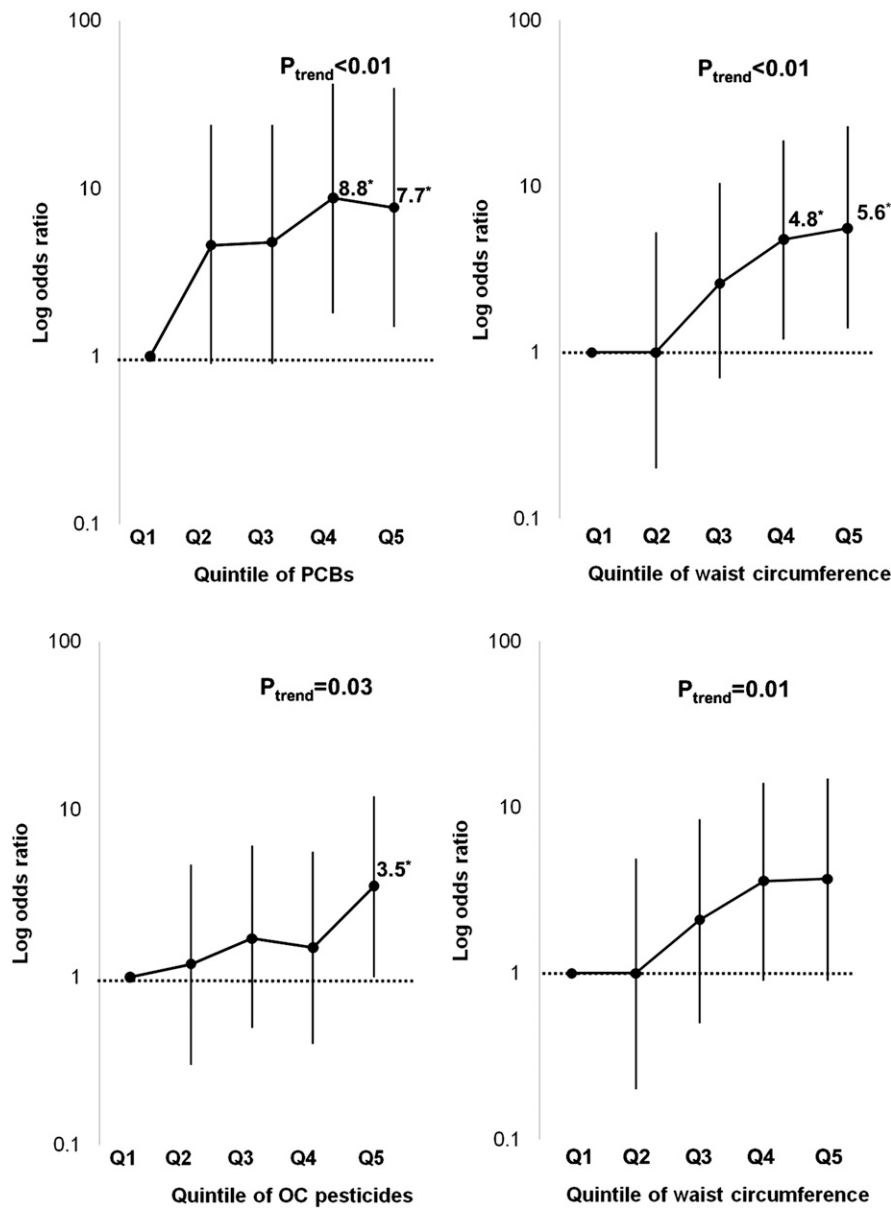 100
P_trend<0.01
10
8.8*
7.7*
Log odds ratio
1
0.1
Q1 Q2 Q3 Q4 Q5
Quintile of PCBs
100
P_trend<0.01
10
4.8*
5.6*
Log odds ratio
1
0.1
Q1 Q2 Q3 Q4 Q5
Quintile of waist circumference
100
P_trend=0.03
10
3.5*
Log odds ratio
1
0.1
Q1 Q2 Q3 Q4 Q5
Quintile of OC pesticides
100
P_trend=0.01
10
Log odds ratio
1
0.1
Q1 Q2 Q3 Q4 Q5
Quintile of waist circumference